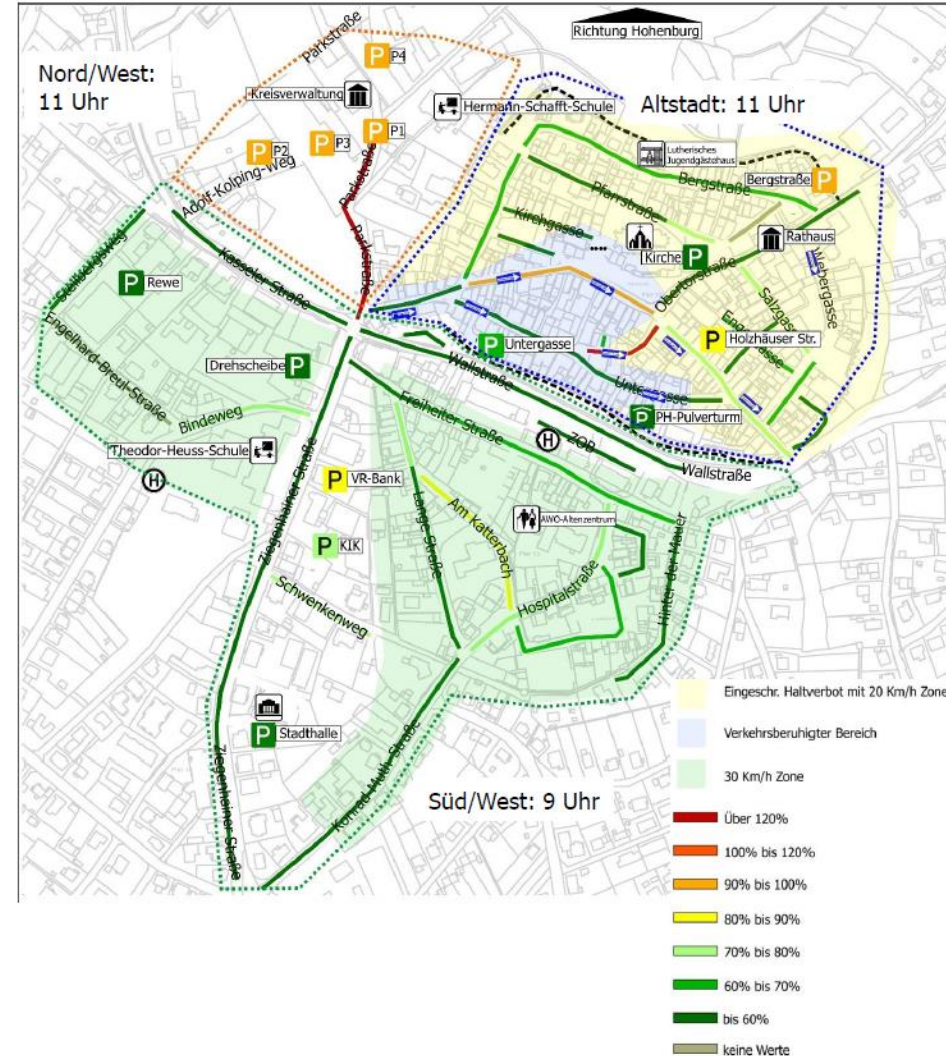 Richtung Hohenburg
Nord/West:
11 Uhr
Parkstraße
P P4
Kreisverwaltung
Hermann-Schafft-Schule
Altstadt: 11 Uhr
P P1
P P3
P P2
Adolf-Kolping-Weg
Parkstraße
Parkstraße
Lutherisches
Jugendgästehaus
Bergstraße
Bergstraße P
Pfarrstraße
Kirchgasse
Kirche P
Rathaus
Obertorstraße
Webergasse
Salzgasse
Engelgasse
P Holzhäuser Str.
Stellbergsweg
Kasseler Straße
P Rewe
Engelhard-Breul-Straße
Drehscheibe P
Bindeweg
P Untergasse
Untergasse
Wallstraße
P PH-Pulverturm
Freiheiter Straße
H ZOB
Wallstraße
Theodor-Heuss-Schule
H
Ziegenhainer Straße
P VR-Bank
Lange Straße
Am Katterbach
AWO-Altenzentrum
P KIK
Hospitalstraße
Hinter der Mauer
Schwenkenweg
P Stadthalle
Ziegenhainer Straße
Konrad-Muth-Straße
Süd/West: 9 Uhr
Eingeschr. Haltverbot mit 20 Km/h Zone
Verkehrsberuhigter Bereich
30 Km/h Zone
Über 120%
100% bis 120%
90% bis 100%
80% bis 90%
70% bis 80%
60% bis 70%
bis 60%
keine Werte